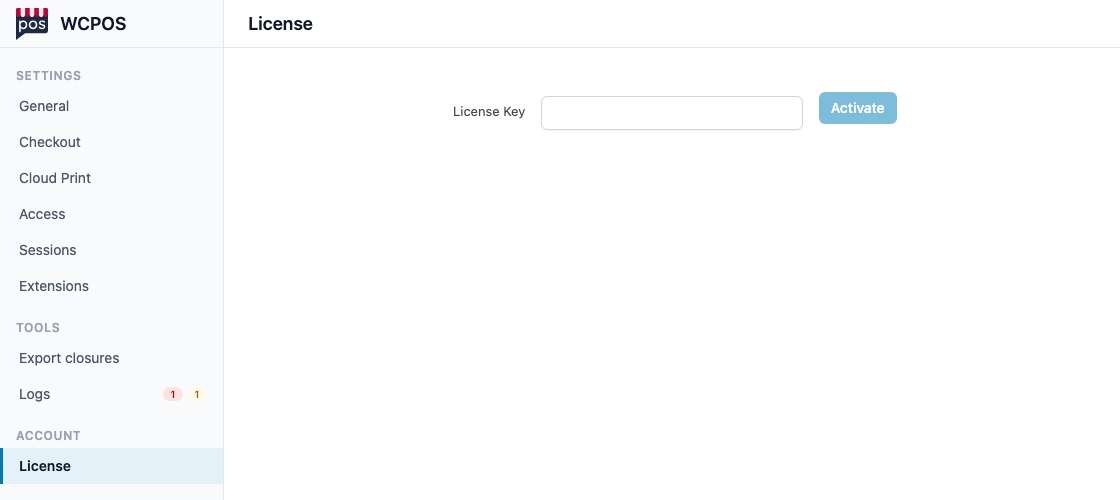 pos WCPOS
License
SETTINGS
General
Checkout
Cloud Print
Access
Sessions
Extensions
TOOLS
Export closures
Logs 1 1
ACCOUNT
License
License Key
Activate